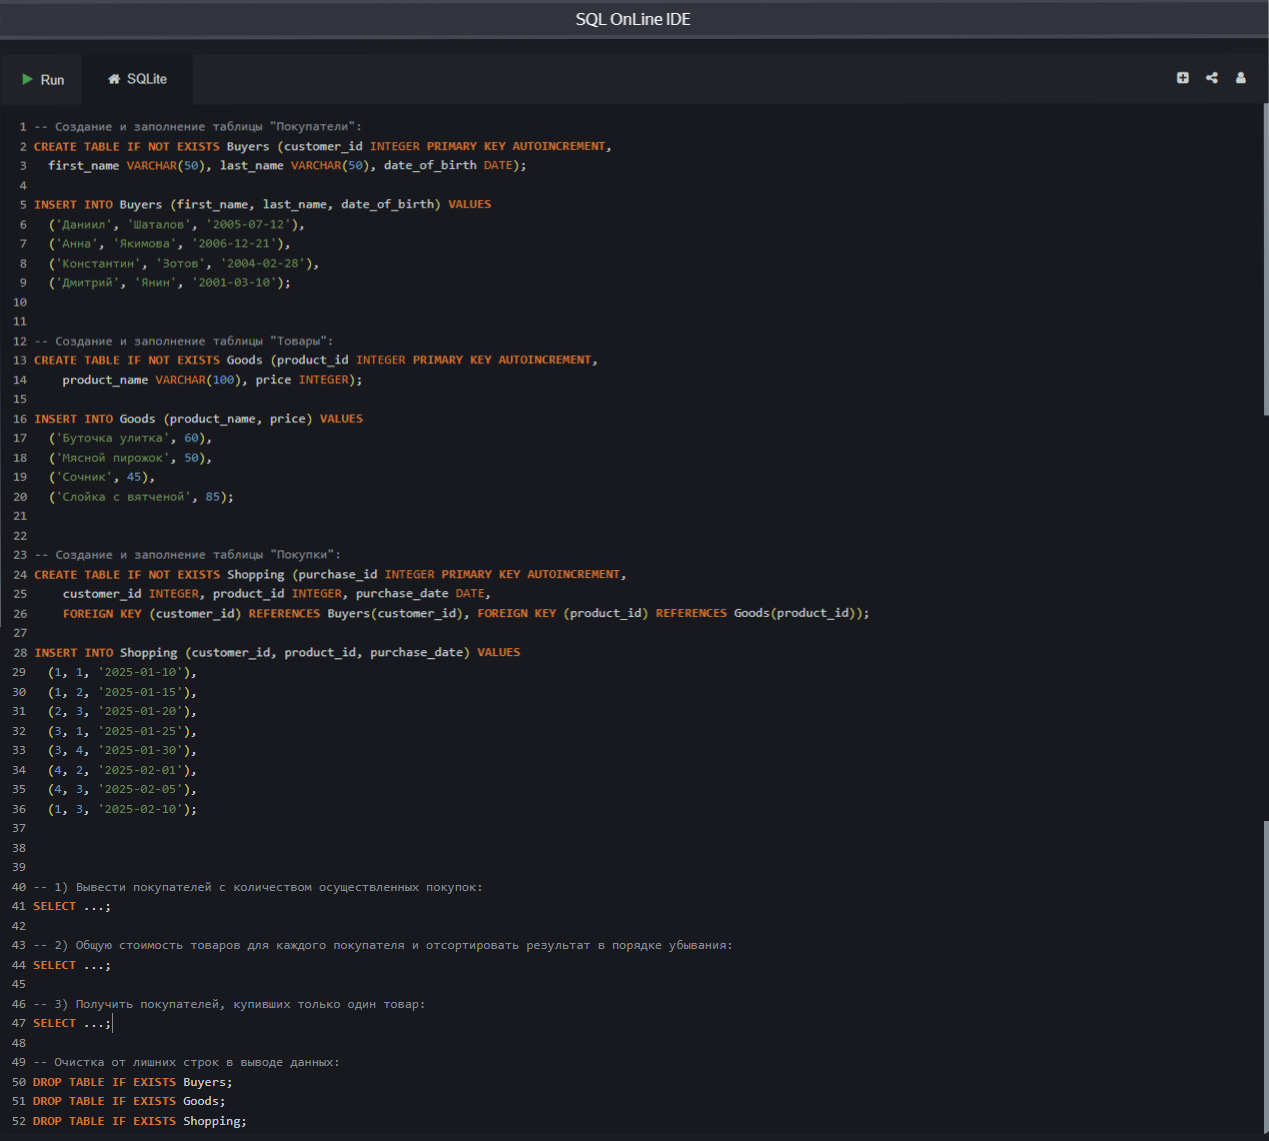 SQL OnLine IDE
Run
SQLite
1 -- Создание и заполнение таблицы "Покупатели":
2 CREATE TABLE IF NOT EXISTS Buyers (customer_id INTEGER PRIMARY KEY AUTOINCREMENT,
3 first_name VARCHAR(50), last_name VARCHAR(50), date_of_birth DATE);
4
5 INSERT INTO Buyers (first_name, last_name, date_of_birth) VALUES
6 ('Даниил', 'Шаталов', '2005-07-12'),
7 ('Анна', 'Якимова', '2006-12-21'),
8 ('Константин', 'Зотов', '2004-02-28'),
9 ('Дмитрий', 'Янин', '2001-03-10');
10
11
12 -- Создание и заполнение таблицы "Товары":
13 CREATE TABLE IF NOT EXISTS Goods (product_id INTEGER PRIMARY KEY AUTOINCREMENT,
14 product_name VARCHAR(100), price INTEGER);
15
16 INSERT INTO Goods (product_name, price) VALUES
17 ('Буточка улитка', 60),
18 ('Мясной пирожок', 50),
19 ('Сочник', 45),
20 ('Слойка с вятченой', 85);
21
22
23 -- Создание и заполнение таблицы "Покупки":
24 CREATE TABLE IF NOT EXISTS Shopping (purchase_id INTEGER PRIMARY KEY AUTOINCREMENT,
25 customer_id INTEGER, product_id INTEGER, purchase_date DATE,
26 FOREIGN KEY (customer_id) REFERENCES Buyers(customer_id), FOREIGN KEY (product_id) REFERENCES Goods(product_id));
27
28 INSERT INTO Shopping (customer_id, product_id, purchase_date) VALUES
29 (1, 1, '2025-01-10'),
30 (1, 2, '2025-01-15'),
31 (2, 3, '2025-01-20'),
32 (3, 1, '2025-01-25'),
33 (3, 4, '2025-01-30'),
34 (4, 2, '2025-02-01'),
35 (4, 3, '2025-02-05'),
36 (1, 3, '2025-02-10');
37
38
39
40 -- 1) Вывести покупателей с количеством осуществленных покупок:
41 SELECT ...;
42
43 -- 2) Общую стоимость товаров для каждого покупателя и отсортировать результат в порядке убывания:
44 SELECT ...;
45
46 -- 3) Получить покупателей, купивших только один товар:
47 SELECT ...;
48
49 -- Очистка от лишних строк в выводе данных:
50 DROP TABLE IF EXISTS Buyers;
51 DROP TABLE IF EXISTS Goods;
52 DROP TABLE IF EXISTS Shopping;